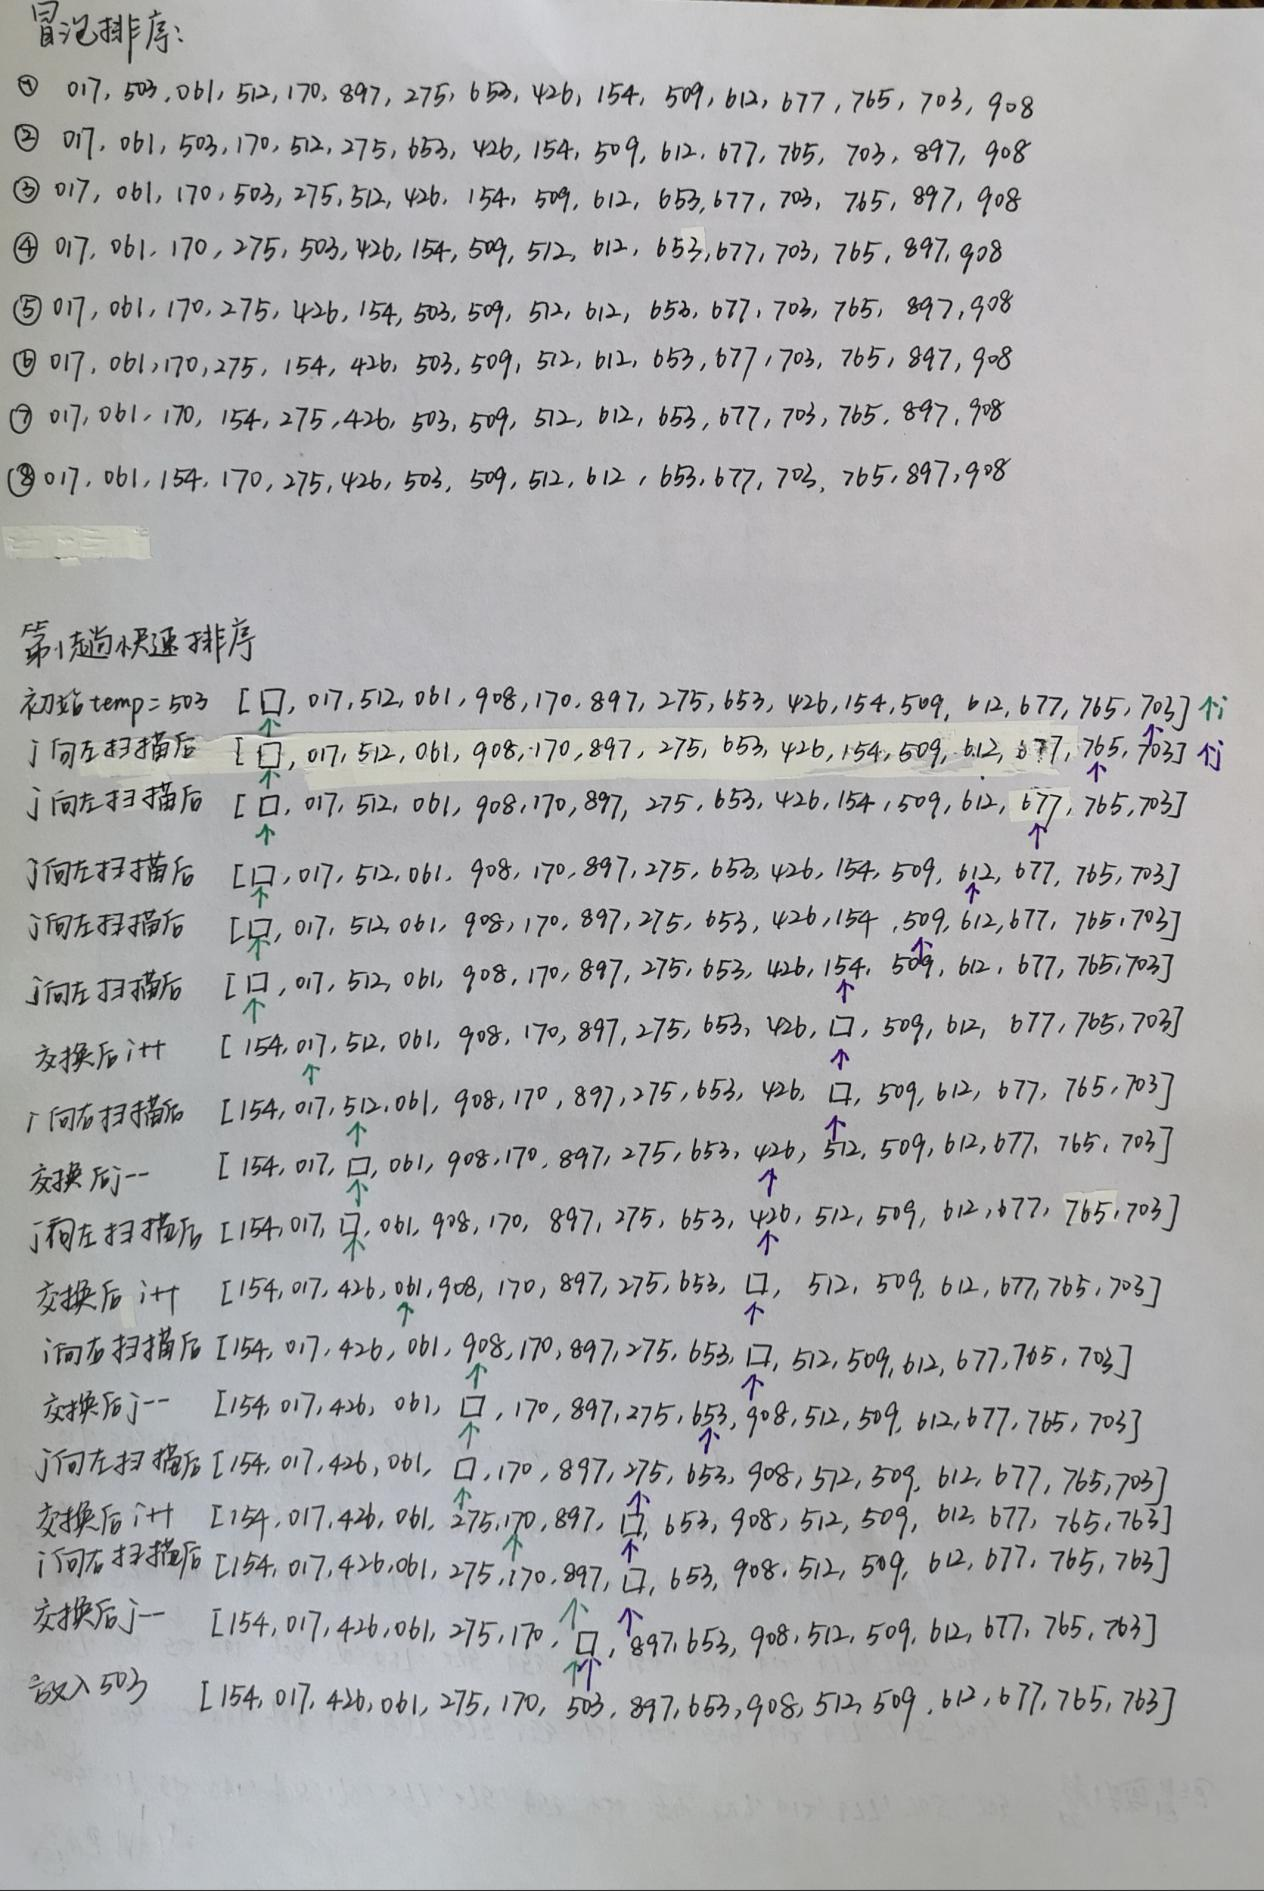 冒泡排序:
① 017, 503, 061, 512, 170, 897, 275, 653, 426, 154, 509, 612, 677, 765, 703, 908
② 017, 061, 503, 170, 512, 275, 653, 426, 154, 509, 612, 677, 765, 703, 897, 908
③ 017, 061, 170, 503, 275, 512, 426, 154, 509, 612, 653, 677, 703, 765, 897, 908
④ 017, 061, 170, 275, 503, 426, 154, 509, 512, 612, 653, 677, 703, 765, 897, 908
⑤ 017, 061, 170, 275, 426, 154, 503, 509, 512, 612, 653, 677, 703, 765, 897, 908
⑥ 017, 061, 170, 275, 154, 426, 503, 509, 512, 612, 653, 677, 703, 765, 897, 908
⑦ 017, 061, 170, 154, 275, 426, 503, 509, 512, 612, 653, 677, 703, 765, 897, 908
⑧ 017, 061, 154, 170, 275, 426, 503, 509, 512, 612, 653, 677, 703, 765, 897, 908
第1趟快速排序
初始temp=503 [□, 017, 512, 061, 908, 170, 897, 275, 653, 426, 154, 509, 612, 677, 765, 703] ↑i
j向左扫描后 [□, 017, 512, 061, 908, 170, 897, 275, 653, 426, 154, 509, 612, 677, 765, 703] ↑j
j向左扫描后 [□, 017, 512, 061, 908, 170, 897, 275, 653, 426, 154, 509, 612, 677, 765, 703]
j向左扫描后 [□, 017, 512, 061, 908, 170, 897, 275, 653, 426, 154, 509, 612, 677, 765, 703]
j向左扫描后 [□, 017, 512, 061, 908, 170, 897, 275, 653, 426, 154, 509, 612, 677, 765, 703]
j向左扫描后 [□, 017, 512, 061, 908, 170, 897, 275, 653, 426, 154, 509, 612, 677, 765, 703]
交换后i++ [154, 017, 512, 061, 908, 170, 897, 275, 653, 426, □, 509, 612, 677, 765, 703]
i向右扫描后 [154, 017, 512, 061, 908, 170, 897, 275, 653, 426, □, 509, 612, 677, 765, 703]
交换后j-- [154, 017, □, 061, 908, 170, 897, 275, 653, 426, 512, 509, 612, 677, 765, 703]
j向左扫描后 [154, 017, □, 061, 908, 170, 897, 275, 653, 426, 512, 509, 612, 677, 765, 703]
交换后i++ [154, 017, 426, 061, 908, 170, 897, 275, 653, □, 512, 509, 612, 677, 765, 703]
i向右扫描后 [154, 017, 426, 061, 908, 170, 897, 275, 653, □, 512, 509, 612, 677, 765, 703]
交换后j-- [154, 017, 426, 061, □, 170, 897, 275, 653, 908, 512, 509, 612, 677, 765, 703]
j向左扫描后 [154, 017, 426, 061, □, 170, 897, 275, 653, 908, 512, 509, 612, 677, 765, 703]
交换后i++ [154, 017, 426, 061, 275, 170, 897, □, 653, 908, 512, 509, 612, 677, 765, 763]
i向右扫描后 [154, 017, 426, 061, 275, 170, 897, □, 653, 908, 512, 509, 612, 677, 765, 763]
交换后j-- [154, 017, 426, 061, 275, 170, □, 897, 653, 908, 512, 509, 612, 677, 765, 763]
放入503 [154, 017, 426, 061, 275, 170, 503, 897, 653, 908, 512, 509, 612, 677, 765, 763]